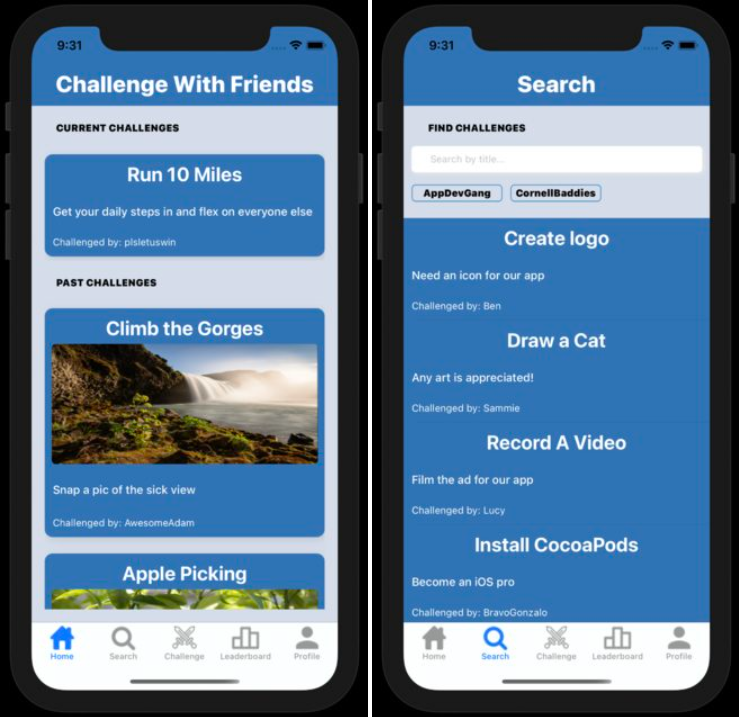 9:31
Challenge With Friends
CURRENT CHALLENGES
Run 10 Miles
Get your daily steps in and flex on everyone else
Challenged by: plsletuswin
PAST CHALLENGES
Climb the Gorges
Snap a pic of the sick view
Challenged by: AwesomeAdam
Apple Picking
Home Search Challenge Leaderboard Profile
9:31
Search
FIND CHALLENGES
Search by title...
AppDevGang CornellBaddies
Create logo
Need an icon for our app
Challenged by: Ben
Draw a Cat
Any art is appreciated!
Challenged by: Sammie
Record A Video
Film the ad for our app
Challenged by: Lucy
Install CocoaPods
Become an iOS pro
Challenged by: BravoGonzalo
Home Search Challenge Leaderboard Profile